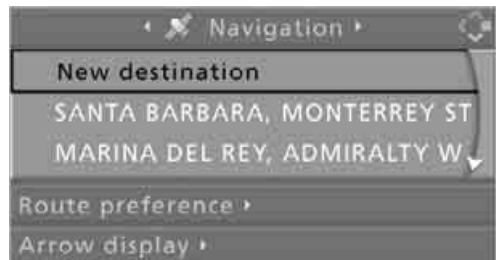 Navigation
New destination
SANTA BARBARA, MONTERREY ST
MARINA DEL REY, ADMIRALTY W
Route preference
Arrow display